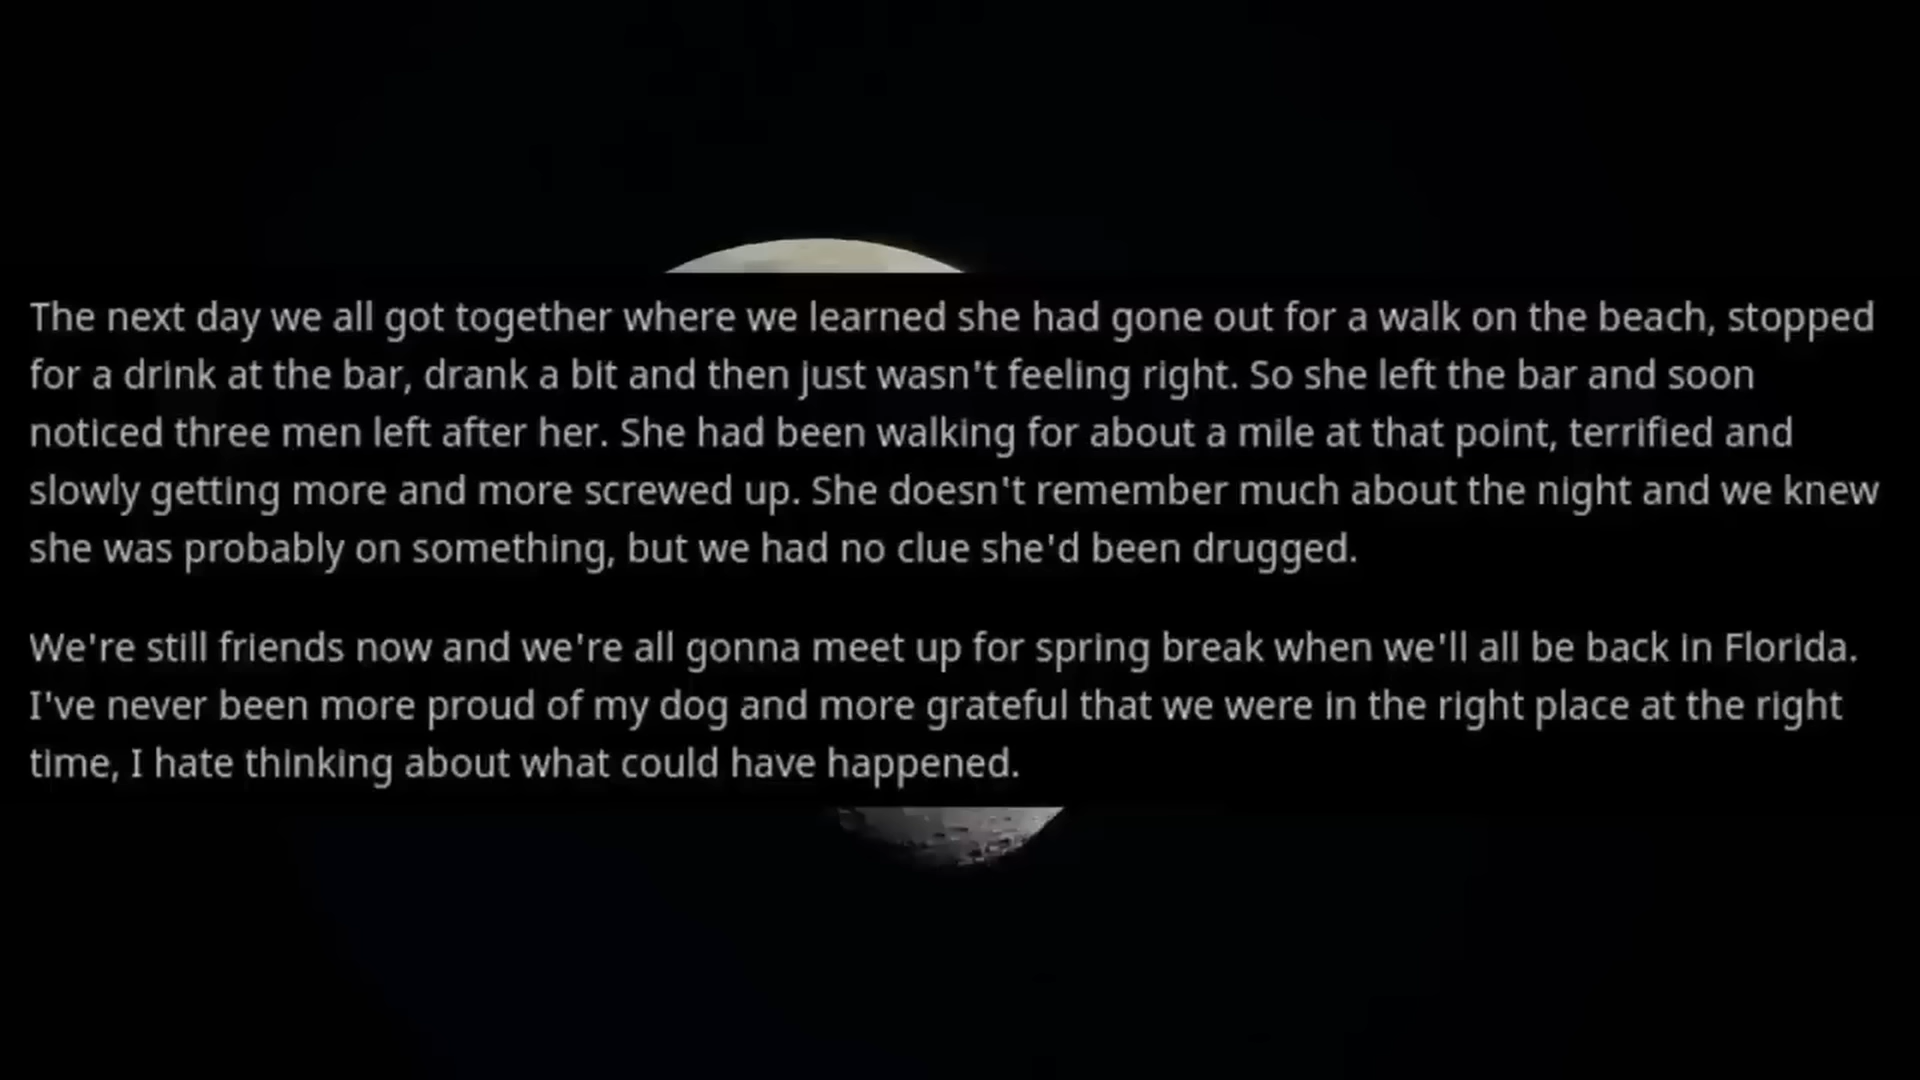 The next day we all got together where we learned she had gone out for a walk on the beach, stopped
for a drink at the bar, drank a bit and then just wasn't feeling right. So she left the bar and soon
noticed three men left after her. She had been walking for about a mile at that point, terrified and
slowly getting more and more screwed up. She doesn't remember much about the night and we knew
she was probably on something, but we had no clue she'd been drugged.
We're still friends now and we're all gonna meet up for spring break when we'll all be back in Florida.
I've never been more proud of my dog and more grateful that we were in the right place at the right
time, I hate thinking about what could have happened.